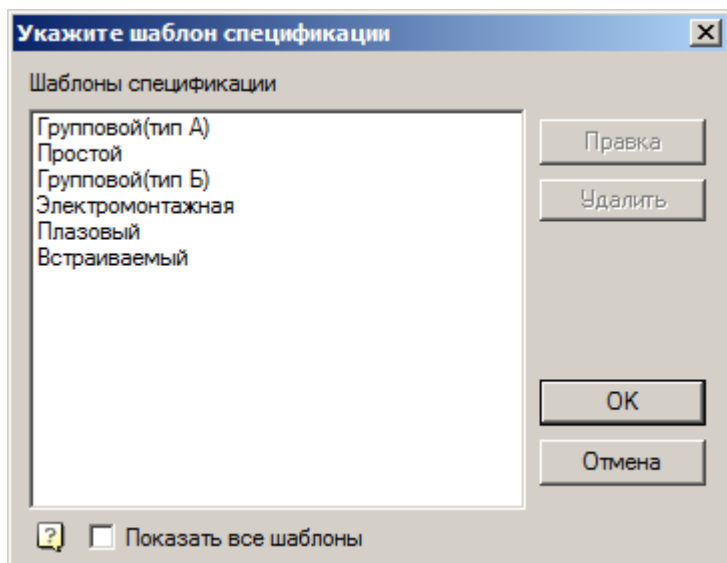 Укажите шаблон спецификации
Шаблоны спецификации
Групповой(тип А)
Простой
Групповой(тип Б)
Электромонтажная
Плазовый
Встраиваемый
Правка
Удалить
OK
Отмена
Показать все шаблоны